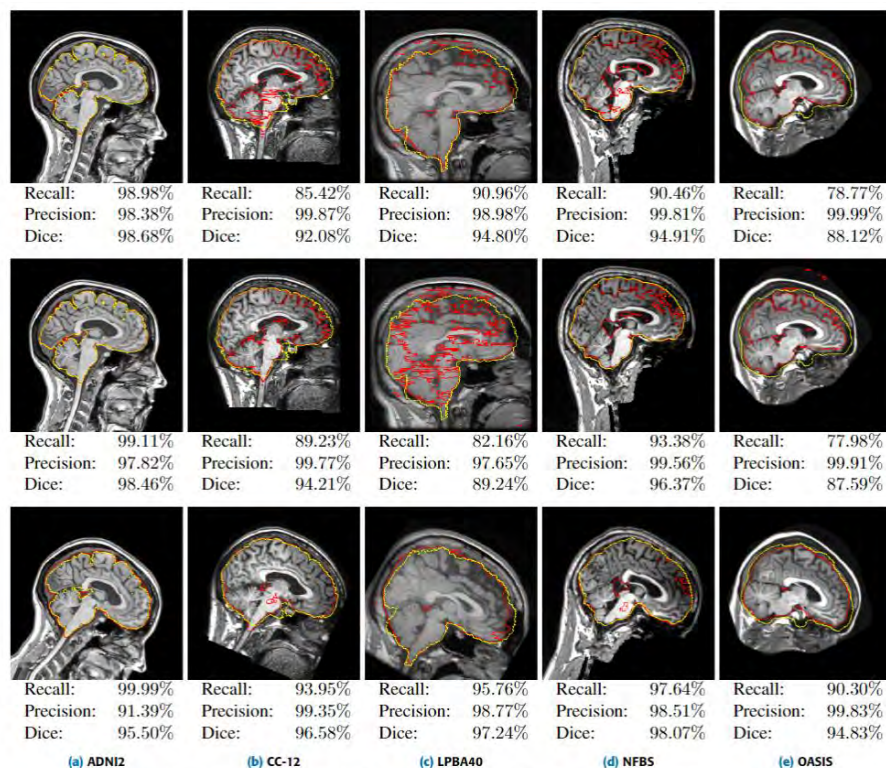 Recall: 98.98% Recall: 85.42% Recall: 90.96% Recall: 90.46% Recall: 78.77%
Precision: 98.38% Precision: 99.87% Precision: 98.98% Precision: 99.81% Precision: 99.99%
Dice: 98.68% Dice: 92.08% Dice: 94.80% Dice: 94.91% Dice: 88.12%
Recall: 99.11% Recall: 89.23% Recall: 82.16% Recall: 93.38% Recall: 77.98%
Precision: 97.82% Precision: 99.77% Precision: 97.65% Precision: 99.56% Precision: 99.91%
Dice: 98.46% Dice: 94.21% Dice: 89.24% Dice: 96.37% Dice: 87.59%
Recall: 99.99% Recall: 93.95% Recall: 95.76% Recall: 97.64% Recall: 90.30%
Precision: 91.39% Precision: 99.35% Precision: 98.77% Precision: 98.51% Precision: 99.83%
Dice: 95.50% Dice: 96.58% Dice: 97.24% Dice: 98.07% Dice: 94.83%
(a) ADNI2 (b) CC-12 (c) LPBA40 (d) NFBS (e) OASIS